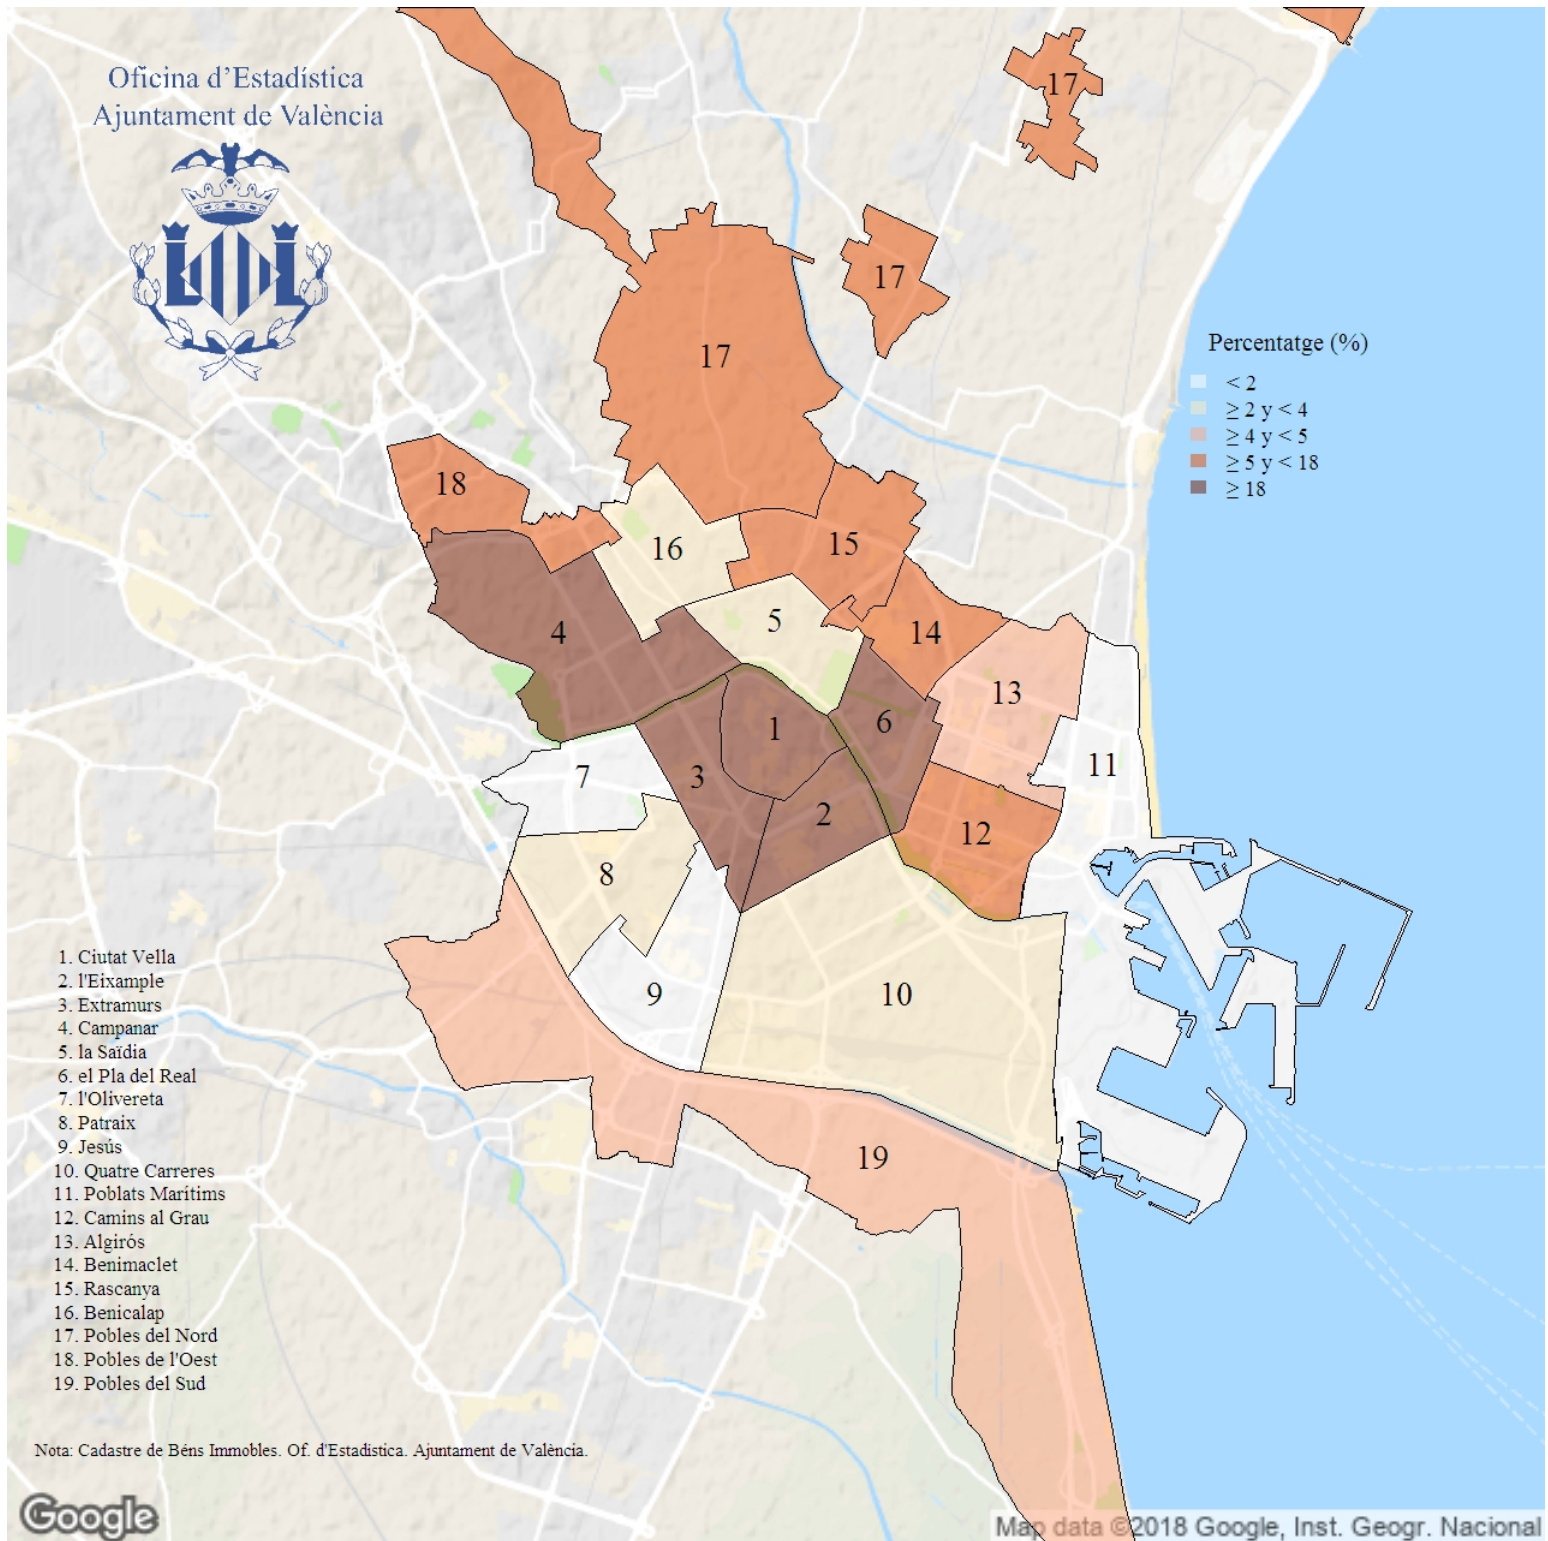 Oficina d'Estadística
Ajuntament de València
17
17
17
18
16
15
5
14
4
13
6
1
11
3
7
2
12
8
9
10
19
Percentatge (%)
< 2
≥ 2 y < 4
≥ 4 y < 5
≥ 5 y < 18
≥ 18
1. Ciutat Vella
2. l'Eixample
3. Extramurs
4. Campanar
5. la Saïdia
6. el Pla del Real
7. l'Olivereta
8. Patraix
9. Jesús
10. Quatre Carreres
11. Poblats Marítims
12. Camins al Grau
13. Algirós
14. Benimaclet
15. Rascanya
16. Benicalap
17. Pobles del Nord
18. Pobles de l'Oest
19. Pobles del Sud
Nota: Cadastre de Béns Immobles. Of. d'Estadística. Ajuntament de València.
Google
Map data ©2018 Google, Inst. Geogr. Nacional